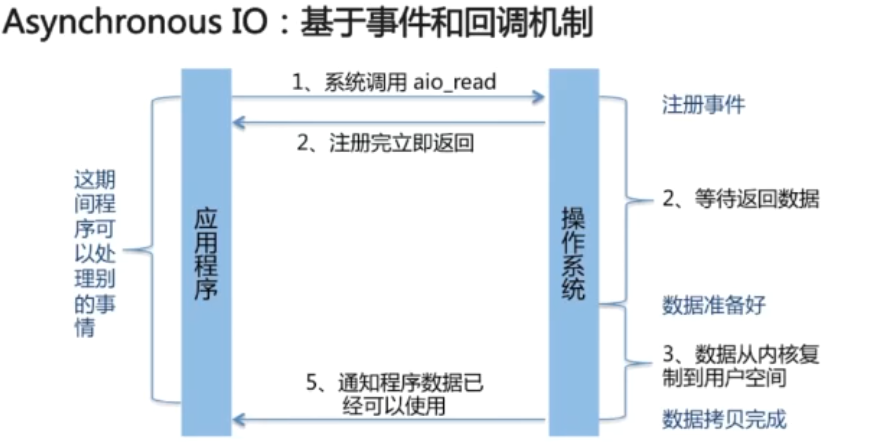 Asynchronous IO：基于事件和回调机制
1、系统调用 aio_read
注册事件
2、注册完立即返回
这期
间程
序可
以处
理别
的事
情
应用程序
操作系统
2、等待返回数据
数据准备好
3、数据从内核复
制到用户空间
5、通知程序数据已
经可以使用
数据拷贝完成